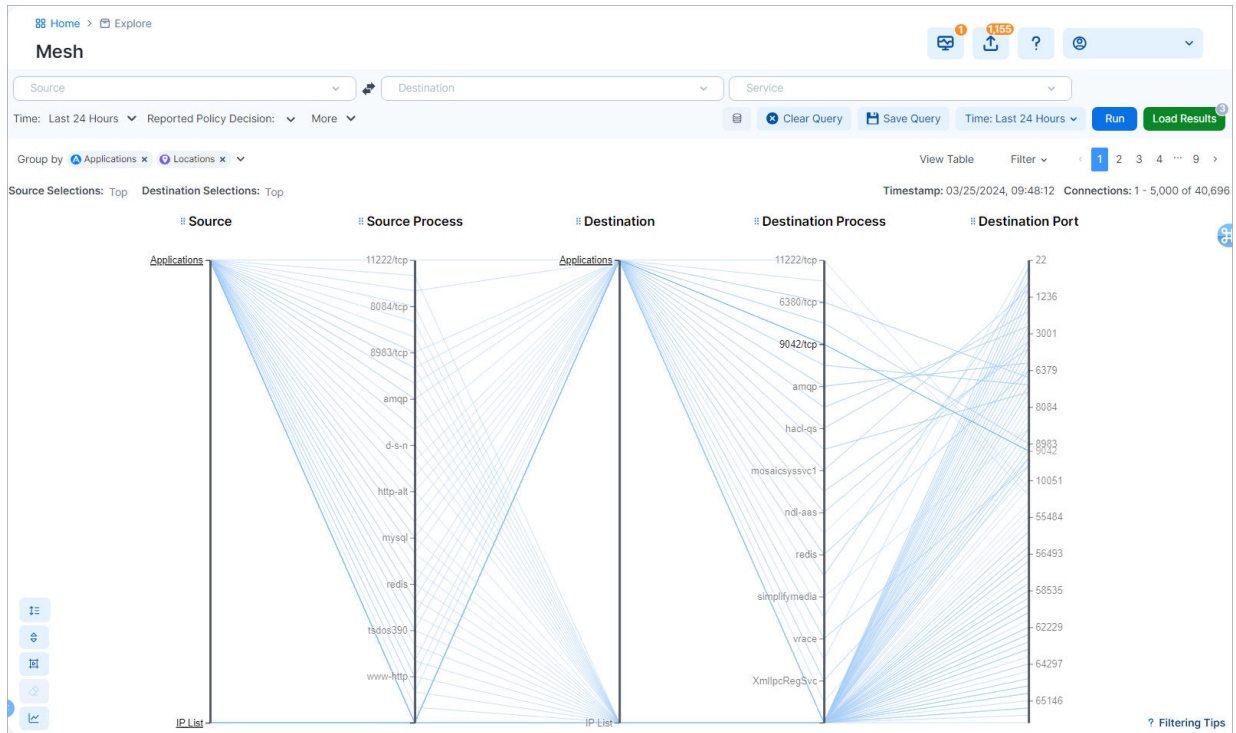 Home > Explore
Mesh
1
1,155
?
Source
Destination
Service
Time: Last 24 Hours
Reported Policy Decision:
More
Clear Query
Save Query
Time: Last 24 Hours
Run
Load Results
3
Group by
Applications ×
Locations ×
View Table
Filter
‹ 1 2 3 4 ··· 9 ›
Source Selections: Top
Destination Selections: Top
Timestamp: 03/25/2024, 09:48:12
Connections: 1 - 5,000 of 40,696
Source
Source Process
Destination
Destination Process
Destination Port
Applications
IP List
11222/tcp
8084/tcp
8983/tcp
amqp
d-s-n
http-alt
mysql
redis
tsdos390
www-http
Applications
IP List
11222/tcp
6380/tcp
9042/tcp
amqp
hacl-qs
mosaicsyssvc1
ndl-aas
redis
simplifymedia
vrace
XmlIpcRegSvc
22
1236
3001
6379
8084
8983
9042
10051
55484
56493
58535
62229
64297
65146
? Filtering Tips